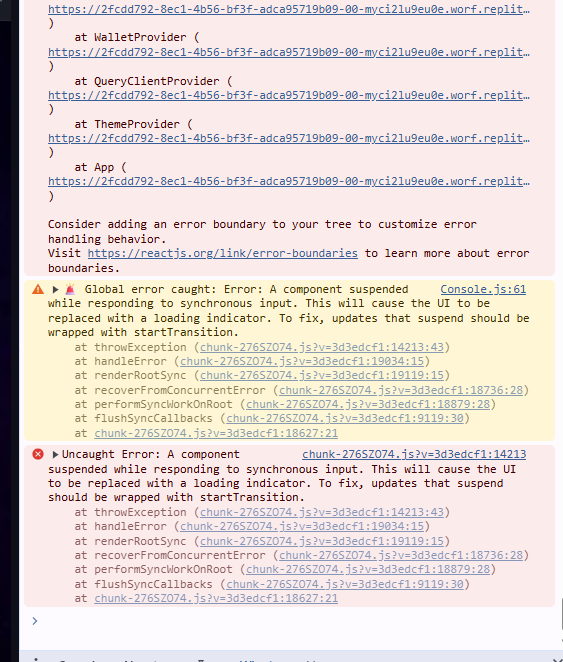 https://2fcdd792-8ec1-4b56-bf3f-adca95719b09-00-myci2lu9eu0e.worf.replit…
)
at WalletProvider (
https://2fcdd792-8ec1-4b56-bf3f-adca95719b09-00-myci2lu9eu0e.worf.replit…
)
at QueryClientProvider (
https://2fcdd792-8ec1-4b56-bf3f-adca95719b09-00-myci2lu9eu0e.worf.replit…
)
at ThemeProvider (
https://2fcdd792-8ec1-4b56-bf3f-adca95719b09-00-myci2lu9eu0e.worf.replit…
)
at App (
https://2fcdd792-8ec1-4b56-bf3f-adca95719b09-00-myci2lu9eu0e.worf.replit…
)
Consider adding an error boundary to your tree to customize error
handling behavior.
Visit https://reactjs.org/link/error-boundaries to learn more about error
boundaries.
Global error caught: Error: A component suspended Console.js:61
while responding to synchronous input. This will cause the UI to be
replaced with a loading indicator. To fix, updates that suspend should be
wrapped with startTransition.
at throwException (chunk-276SZO74.js?v=3d3edcf1:14213:43)
at handleError (chunk-276SZO74.js?v=3d3edcf1:19034:15)
at renderRootSync (chunk-276SZO74.js?v=3d3edcf1:19119:15)
at recoverFromConcurrentError (chunk-276SZO74.js?v=3d3edcf1:18736:28)
at performSyncWorkOnRoot (chunk-276SZO74.js?v=3d3edcf1:18879:28)
at flushSyncCallbacks (chunk-276SZO74.js?v=3d3edcf1:9119:30)
at chunk-276SZO74.js?v=3d3edcf1:18627:21
Uncaught Error: A component chunk-276SZO74.js?v=3d3edcf1:14213
suspended while responding to synchronous input. This will cause the UI
to be replaced with a loading indicator. To fix, updates that suspend
should be wrapped with startTransition.
at throwException (chunk-276SZO74.js?v=3d3edcf1:14213:43)
at handleError (chunk-276SZO74.js?v=3d3edcf1:19034:15)
at renderRootSync (chunk-276SZO74.js?v=3d3edcf1:19119:15)
at recoverFromConcurrentError (chunk-276SZO74.js?v=3d3edcf1:18736:28)
at performSyncWorkOnRoot (chunk-276SZO74.js?v=3d3edcf1:18879:28)
at flushSyncCallbacks (chunk-276SZO74.js?v=3d3edcf1:9119:30)
at chunk-276SZO74.js?v=3d3edcf1:18627:21